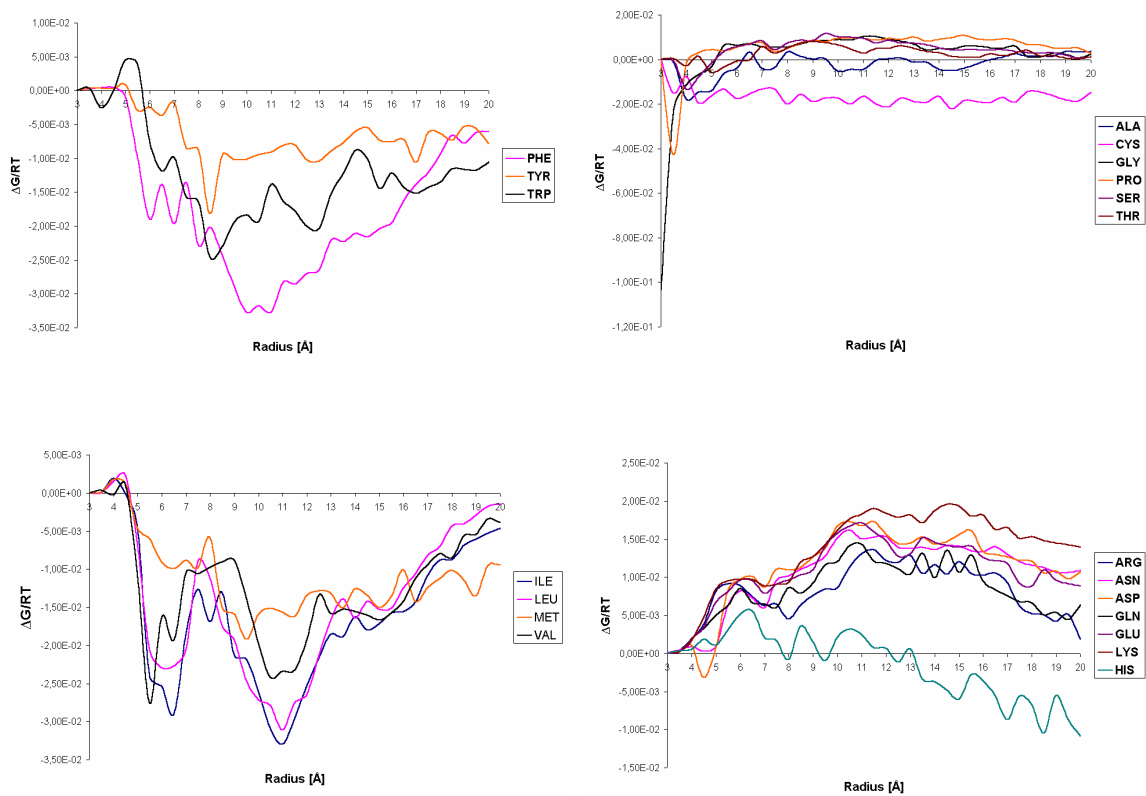 1,00E-02
5,00E-03
0,00E+00
-5,00E-03
-1,00E-02
-1,50E-02
-2,00E-02
-2,50E-02
-3,00E-02
-3,50E-02
ΔG/RT
3 4 5 6 7 8 9 10 11 12 13 14 15 16 17 18 19 20
Radius [Å]
PHE
TYR
TRP
2,00E-02
0,00E+00
-2,00E-02
-4,00E-02
-6,00E-02
-8,00E-02
-1,00E-01
-1,20E-01
ΔG/RT
3 4 5 6 7 8 9 10 11 12 13 14 15 16 17 18 19 20
Radius [Å]
ALA
CYS
GLY
PRO
SER
THR
5,00E-03
0,00E+00
-5,00E-03
-1,00E-02
-1,50E-02
-2,00E-02
-2,50E-02
-3,00E-02
-3,50E-02
ΔG/RT
3 4 5 6 7 8 9 10 11 12 13 14 15 16 17 18 19 20
Radius [Å]
ILE
LEU
MET
VAL
2,50E-02
2,00E-02
1,50E-02
1,00E-02
5,00E-03
0,00E+00
-5,00E-03
-1,00E-02
-1,50E-02
ΔG/RT
3 4 5 6 7 8 9 10 11 12 13 14 15 16 17 18 19 20
Radius [Å]
ARG
ASN
ASP
GLN
GLU
LYS
HIS